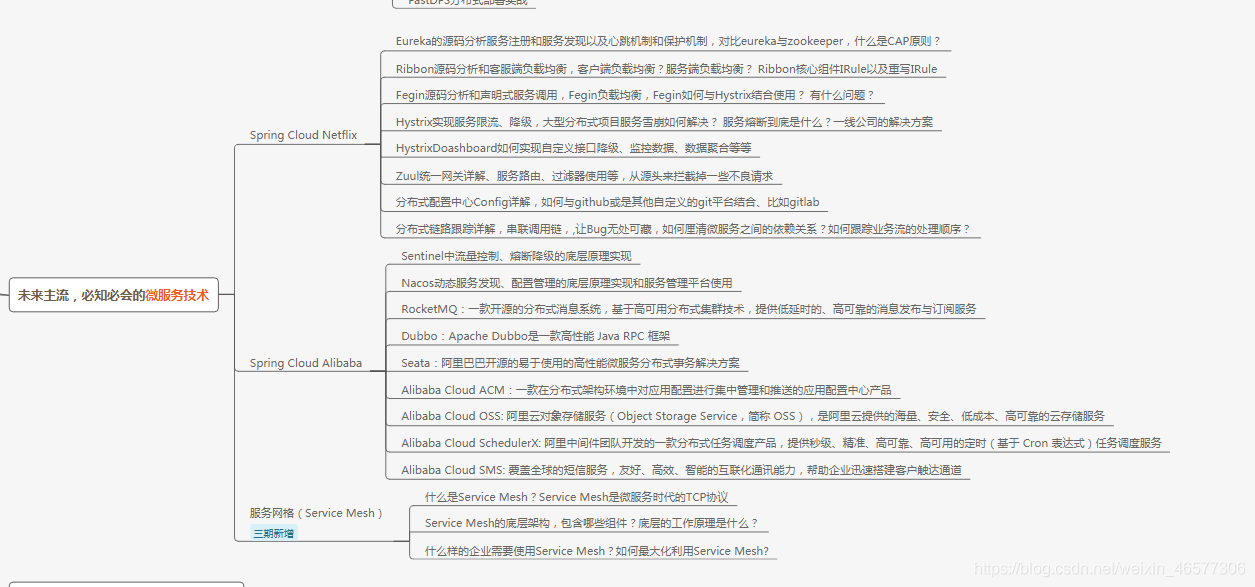 FastDFS分布式部署实战
Eureka的源码分析服务注册和服务发现以及心跳机制和保护机制，对比eureka与zookeeper，什么是CAP原则？
Ribbon源码分析和客服端负载均衡，客户端负载均衡？服务端负载均衡？ Ribbon核心组件IRule以及重写IRule
Fegin源码分析和声明式服务调用，Fegin负载均衡，Fegin如何与Hystrix结合使用？ 有什么问题？
Hystrix实现服务限流、降级，大型分布式项目服务雪崩如何解决？ 服务熔断到底是什么？一线公司的解决方案
Spring Cloud Netflix
HystrixDoashboard如何实现自定义接口降级、监控数据、数据聚合等等
Zuul统一网关详解、服务路由、过滤器使用等，从源头来拦截掉一些不良请求
分布式配置中心Config详解，如何与github或是其他自定义的git平台结合、比如gitlab
分布式链路跟踪详解，串联调用链，,让Bug无处可藏，如何厘清微服务之间的依赖关系？如何跟踪业务流的处理顺序？
未来主流，必知必会的微服务技术
Sentinel中流量控制、熔断降级的底层原理实现
Nacos动态服务发现、配置管理的底层原理实现和服务管理平台使用
RocketMQ：一款开源的分布式消息系统，基于高可用分布式集群技术，提供低延时的、高可靠的消息发布与订阅服务
Dubbo：Apache Dubbo是一款高性能 Java RPC 框架
Spring Cloud Alibaba
Seata：阿里巴巴开源的易于使用的高性能微服务分布式事务解决方案
Alibaba Cloud ACM：一款在分布式架构环境中对应用配置进行集中管理和推送的应用配置中心产品
Alibaba Cloud OSS: 阿里云对象存储服务（Object Storage Service，简称 OSS），是阿里云提供的海量、安全、低成本、高可靠的云存储服务
Alibaba Cloud SchedulerX: 阿里中间件团队开发的一款分布式任务调度产品，提供秒级、精准、高可靠、高可用的定时（基于 Cron 表达式）任务调度服务
Alibaba Cloud SMS: 覆盖全球的短信服务，友好、高效、智能的互联化通讯能力，帮助企业迅速搭建客户触达通道
服务网格（Service Mesh）
三期新增
什么是Service Mesh？Service Mesh是微服务时代的TCP协议
Service Mesh的底层架构，包含哪些组件？底层的工作原理是什么？
什么样的企业需要使用Service Mesh？如何最大化利用Service Mesh?
https://blog.csdn.net/weixin_46577306